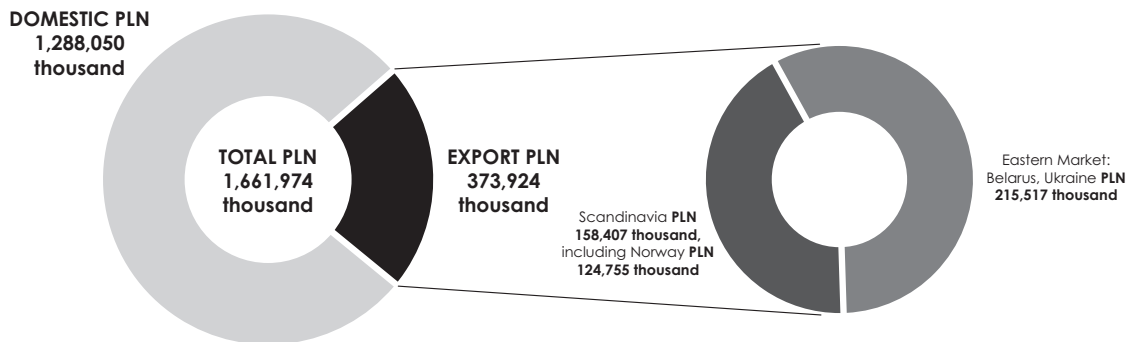 DOMESTIC PLN
1,288,050
thousand
TOTAL PLN
1,661,974
thousand
EXPORT PLN
373,924
thousand
Scandinavia PLN
158,407 thousand,
including Norway PLN
124,755 thousand
Eastern Market:
Belarus, Ukraine PLN
215,517 thousand